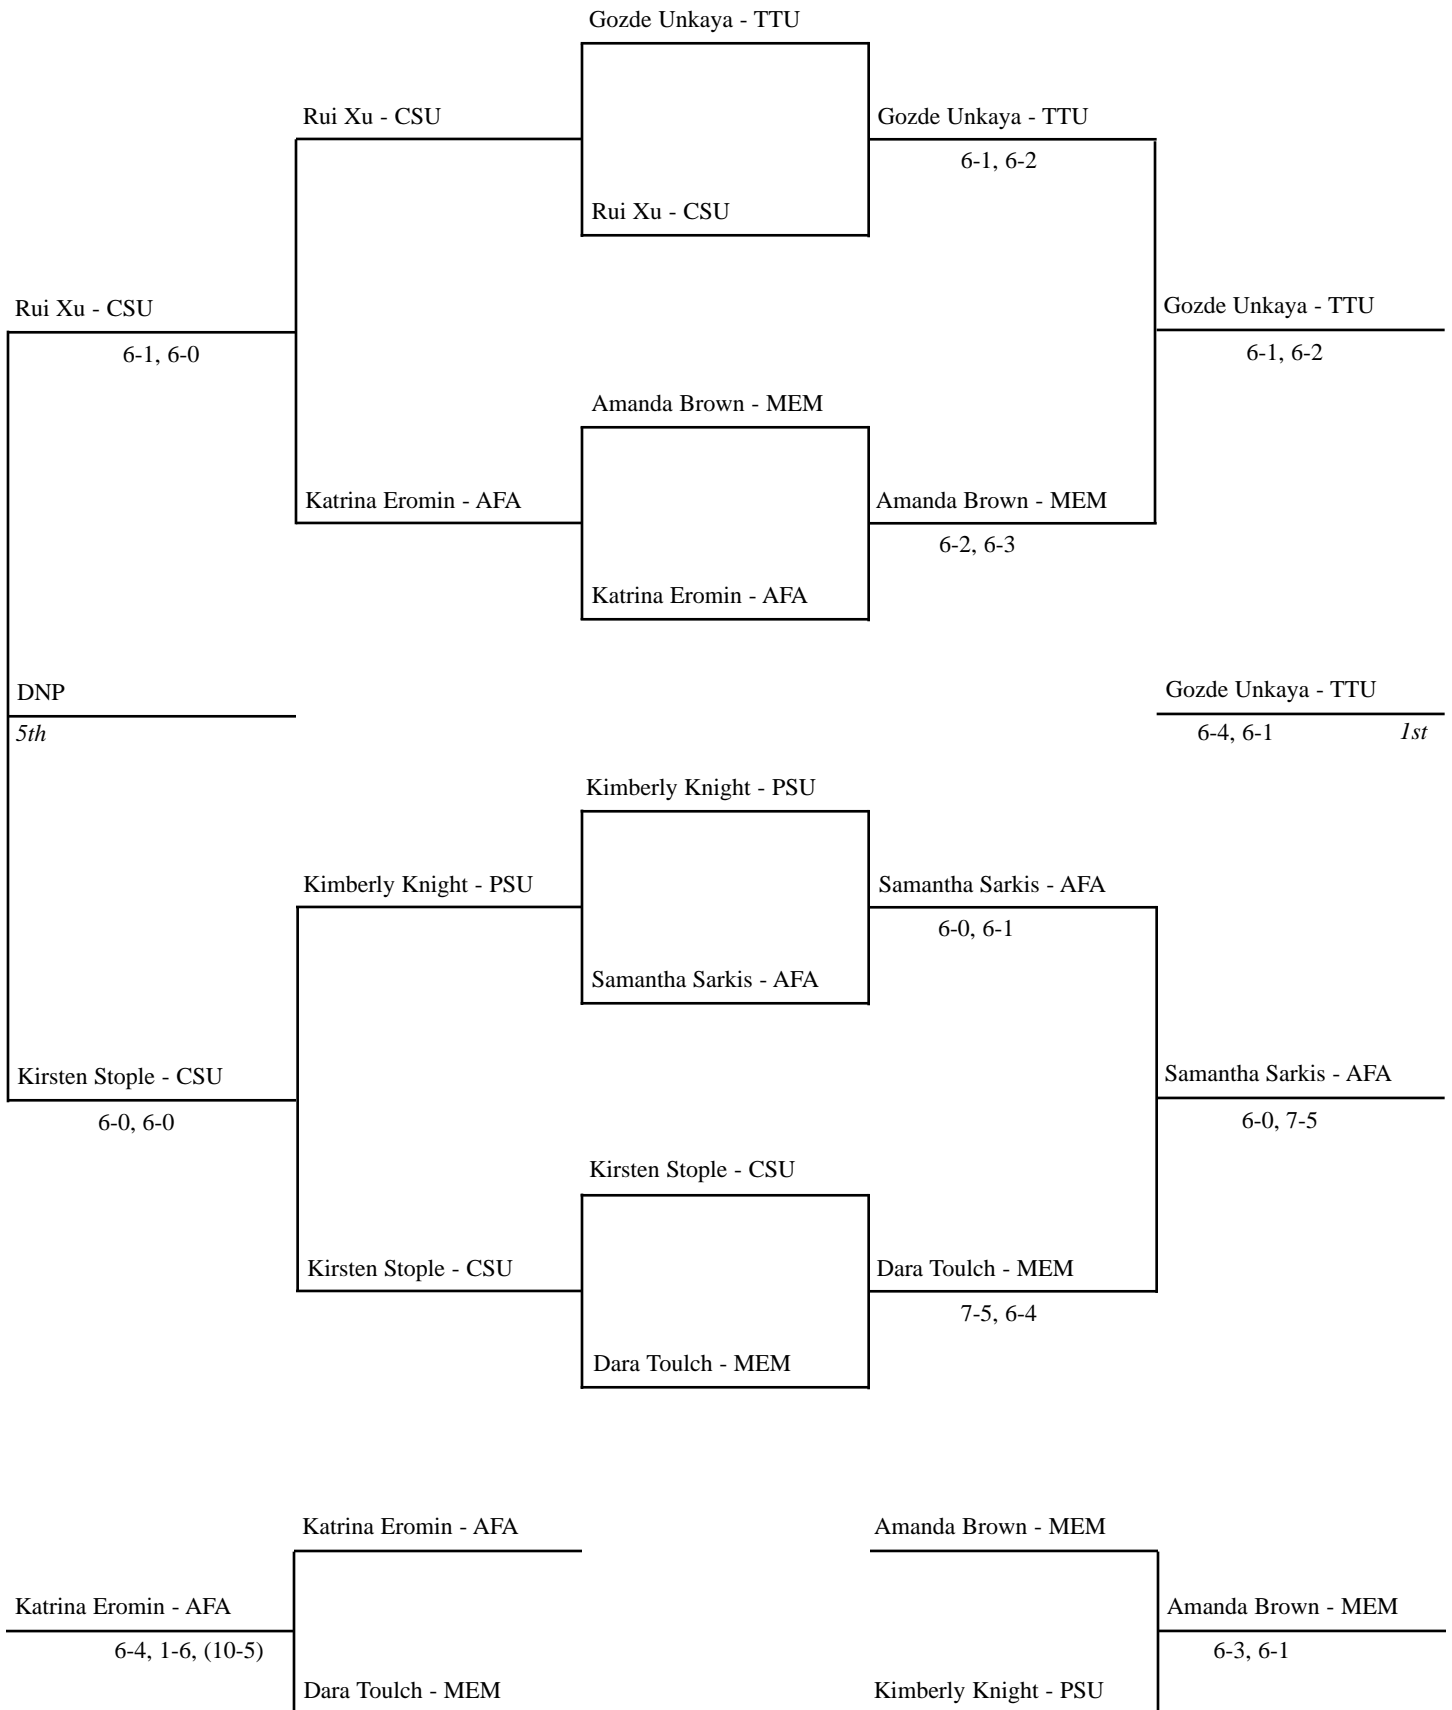 Gozde Unkaya - TTU
Rui Xu - CSU
Gozde Unkaya - TTU
6-1, 6-2
Rui Xu - CSU
Rui Xu - CSU
6-1, 6-0
Gozde Unkaya - TTU
6-1, 6-2
Amanda Brown - MEM
Katrina Eromin - AFA
Amanda Brown - MEM
6-2, 6-3
Katrina Eromin - AFA
DNP
5th
Gozde Unkaya - TTU
6-4, 6-1
1st
Kimberly Knight - PSU
Kimberly Knight - PSU
Samantha Sarkis - AFA
6-0, 6-1
Samantha Sarkis - AFA
Kirsten Stople - CSU
6-0, 6-0
Samantha Sarkis - AFA
6-0, 7-5
Kirsten Stople - CSU
Kirsten Stople - CSU
Dara Toulch - MEM
7-5, 6-4
Dara Toulch - MEM
Katrina Eromin - AFA
Amanda Brown - MEM
Katrina Eromin - AFA
6-4, 1-6, (10-5)
Amanda Brown - MEM
6-3, 6-1
Dara Toulch - MEM
Kimberly Knight - PSU